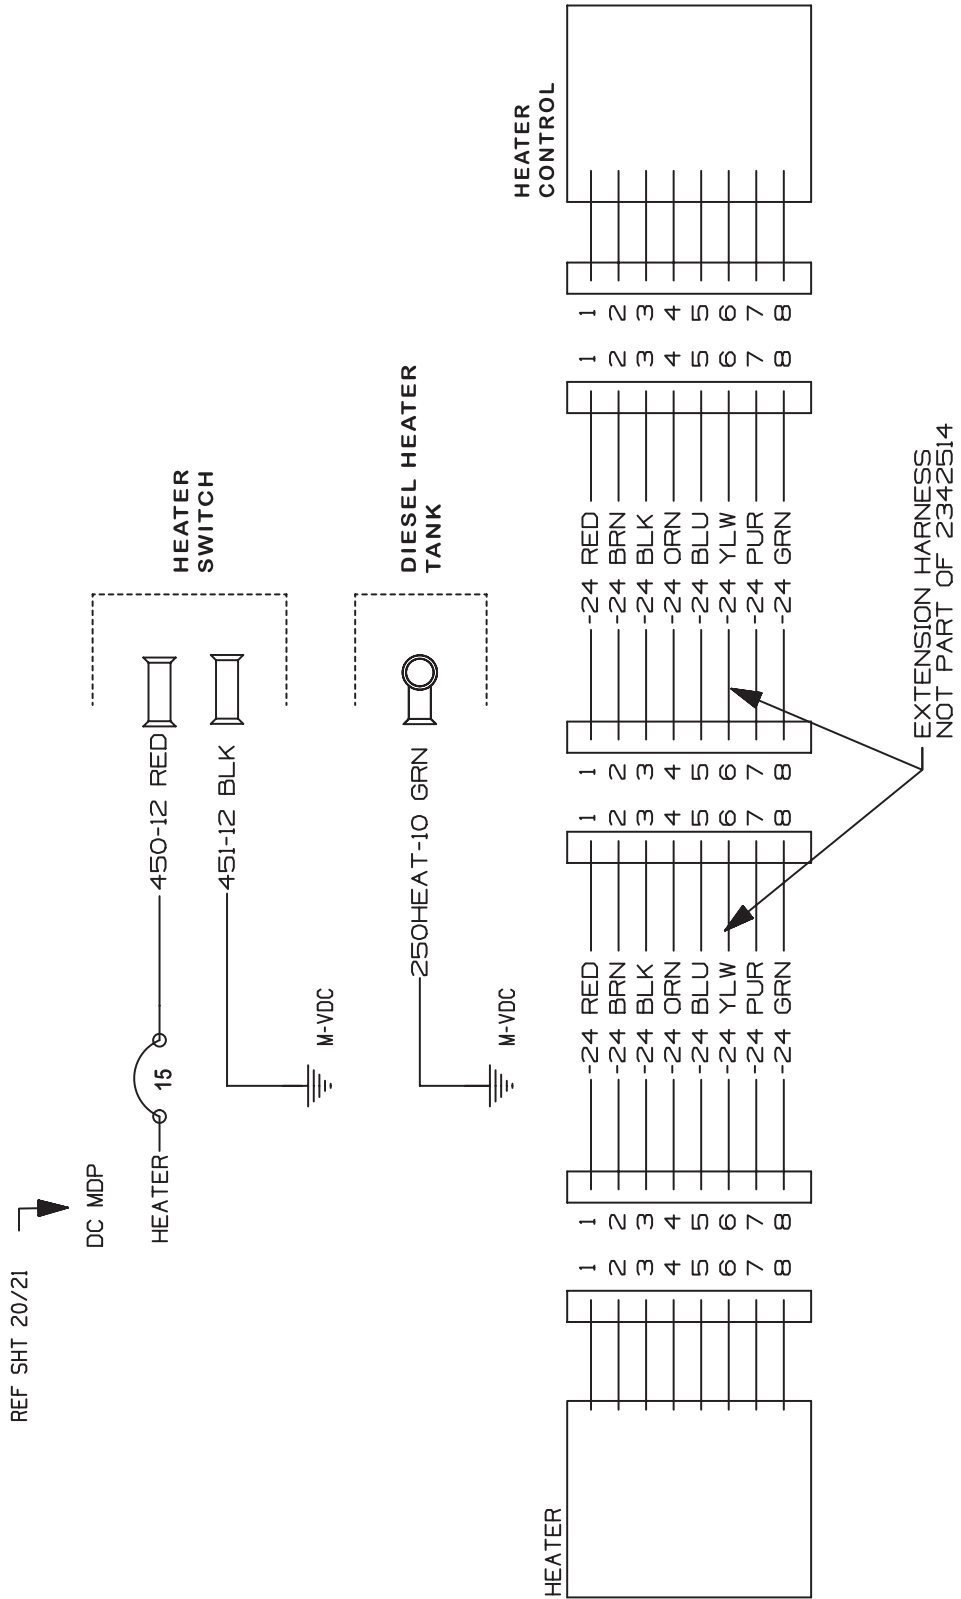 REF SHT 20/21
DC MDP
HEATER
15
450-12 RED
451-12 BLK
M-VDC
HEATER
SWITCH
250HEAT-10 GRN
M-VDC
DIESEL HEATER
TANK
HEATER
1 1 -24 RED 1 1 -24 RED 1 1
2 2 -24 BRN 2 2 -24 BRN 2 2
3 3 -24 BLK 3 3 -24 BLK 3 3
4 4 -24 ORN 4 4 -24 ORN 4 4
5 5 -24 BLU 5 5 -24 BLU 5 5
6 6 -24 YLW 6 6 -24 YLW 6 6
7 7 -24 PUR 7 7 -24 PUR 7 7
8 8 -24 GRN 8 8 -24 GRN 8 8
HEATER
CONTROL
EXTENSION HARNESS
NOT PART OF 2342514